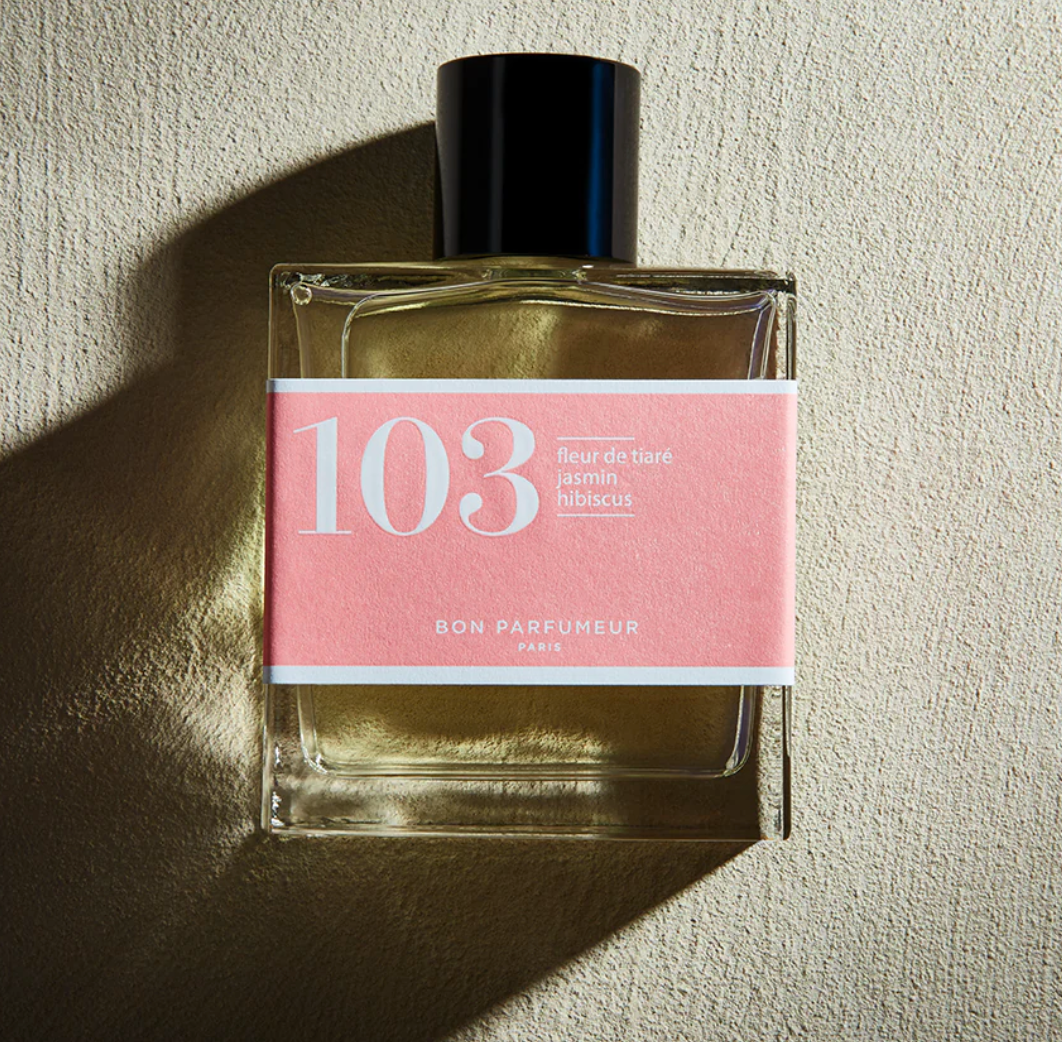 103
fleur de tiaré
jasmin
hibiscus
BON PARFUMEUR
PARIS